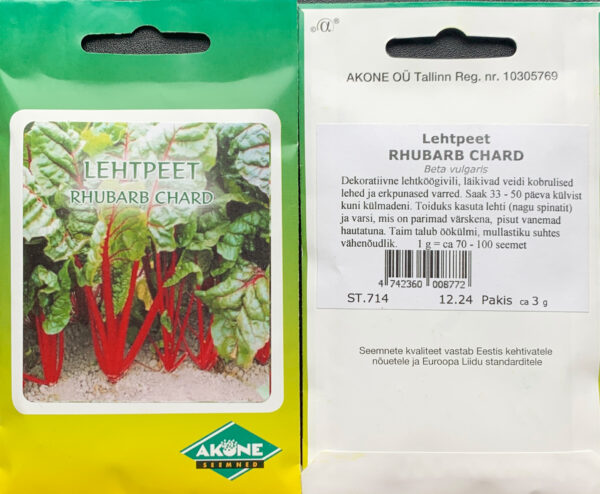 LEHTPEET
RHUBARB CHARD
AKONE
SEEMNED
©α®
AKONE OÜ Tallinn Reg. nr. 10305769
Lehtpeet
RHUBARB CHARD
Beta vulgaris
Dekoratiivne lehtköögivili, läikivad veidi kobrulised
lehed ja erkpunased varred. Saak 33 - 50 päeva külvist
kuni külmadeni. Toiduks kasuta lehti (nagu spinatit)
ja varsi, mis on parimad värskena, pisut vanemad
hautatuna. Taim talub öökülmi, mullastiku suhtes
vähenõudlik. 1 g = ca 70 - 100 seemet
4 742360 008772
ST.714 12.24 Pakis ca 3 g
Seemnete kvaliteet vastab Eestis kehtivatele
nõuetele ja Euroopa Liidu standarditele